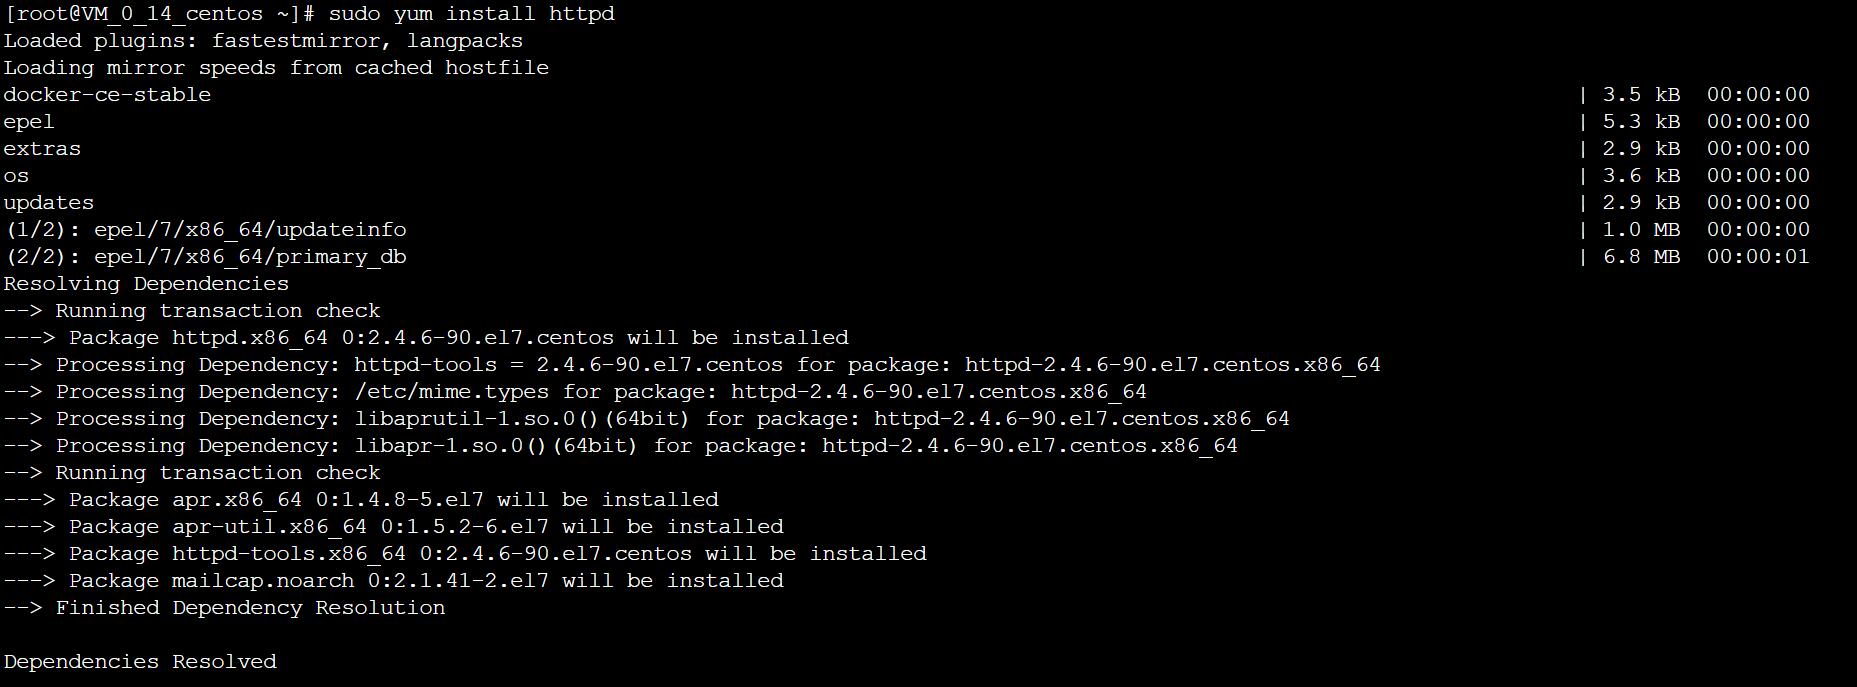 [root@VM_0_14_centos ~]# sudo yum install httpd
Loaded plugins: fastestmirror, langpacks
Loading mirror speeds from cached hostfile
docker-ce-stable | 3.5 kB 00:00:00
epel | 5.3 kB 00:00:00
extras | 2.9 kB 00:00:00
os | 3.6 kB 00:00:00
updates | 2.9 kB 00:00:00
(1/2): epel/7/x86_64/updateinfo | 1.0 MB 00:00:00
(2/2): epel/7/x86_64/primary_db | 6.8 MB 00:00:01
Resolving Dependencies
--> Running transaction check
---> Package httpd.x86_64 0:2.4.6-90.el7.centos will be installed
--> Processing Dependency: httpd-tools = 2.4.6-90.el7.centos for package: httpd-2.4.6-90.el7.centos.x86_64
--> Processing Dependency: /etc/mime.types for package: httpd-2.4.6-90.el7.centos.x86_64
--> Processing Dependency: libaprutil-1.so.0()(64bit) for package: httpd-2.4.6-90.el7.centos.x86_64
--> Processing Dependency: libapr-1.so.0()(64bit) for package: httpd-2.4.6-90.el7.centos.x86_64
--> Running transaction check
---> Package apr.x86_64 0:1.4.8-5.el7 will be installed
---> Package apr-util.x86_64 0:1.5.2-6.el7 will be installed
---> Package httpd-tools.x86_64 0:2.4.6-90.el7.centos will be installed
---> Package mailcap.noarch 0:2.1.41-2.el7 will be installed
--> Finished Dependency Resolution
Dependencies Resolved